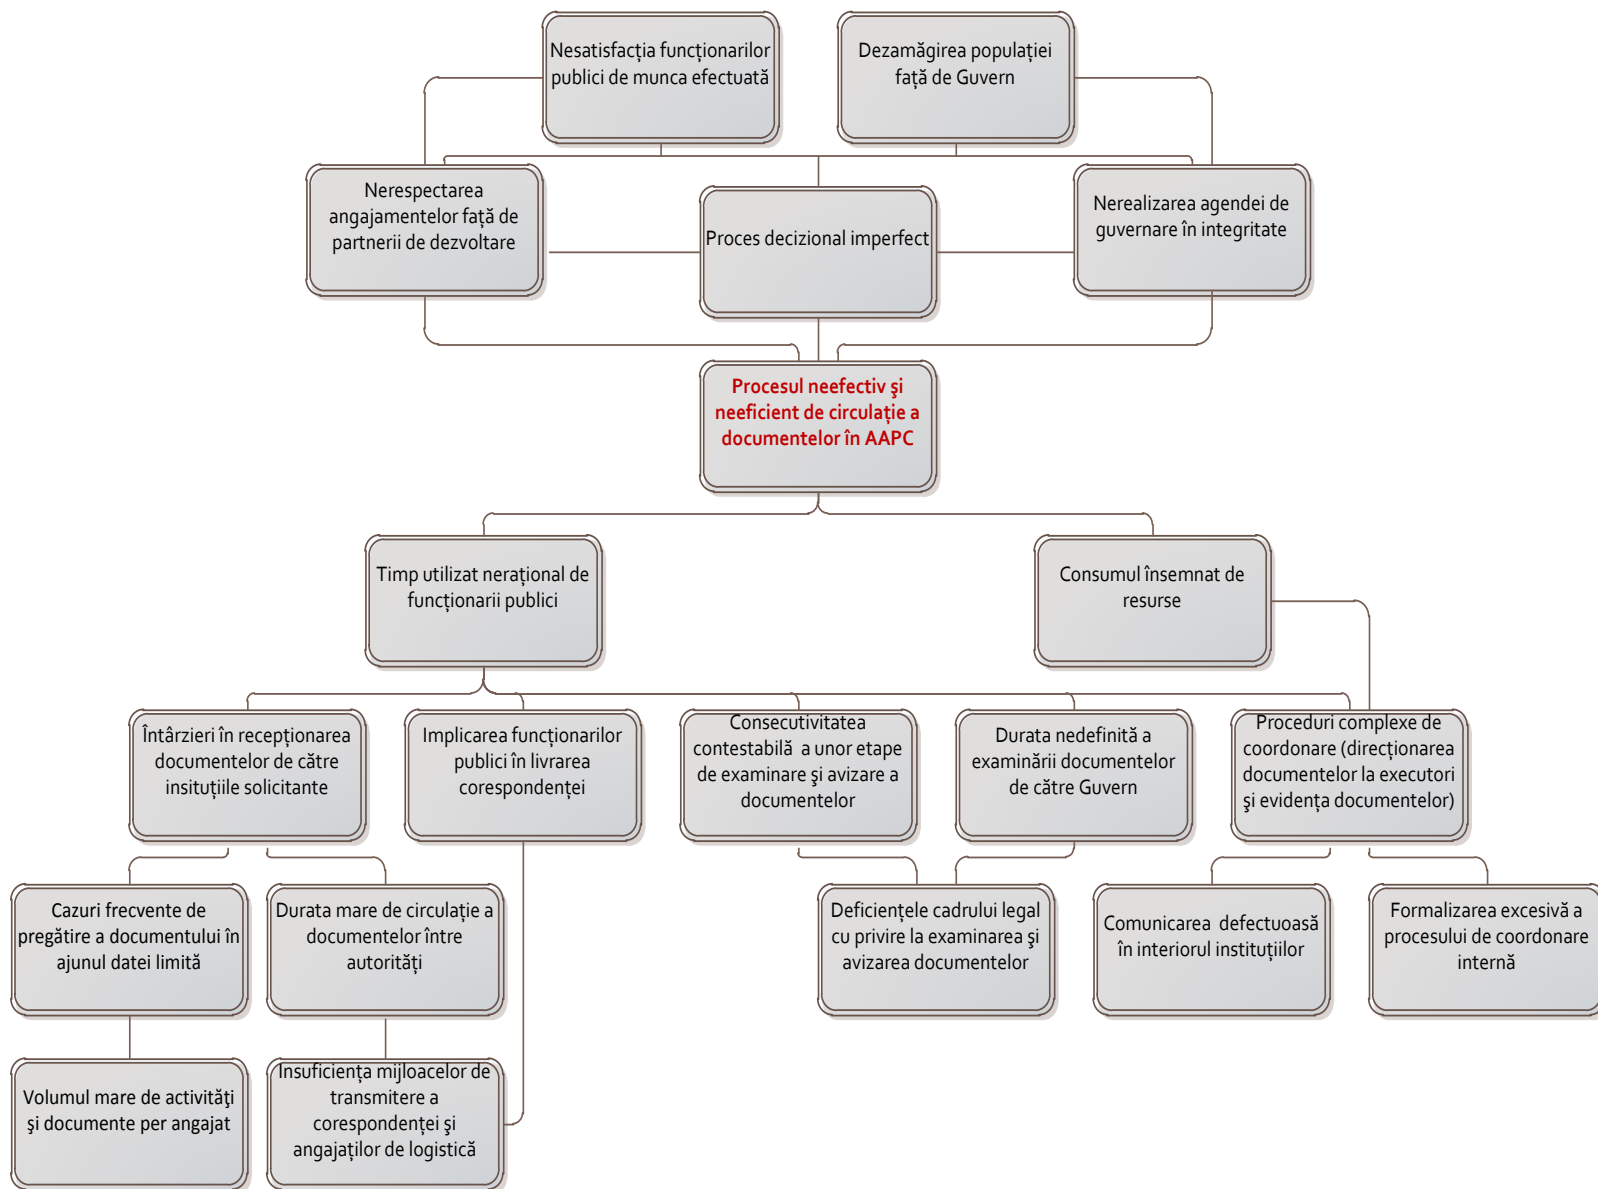 Nesatisfacția funcționarilor
publici de munca efectuată
Dezamăgirea populației
față de Guvern
Nerespectarea
angajamentelor față de
partnerii de dezvoltare
Proces decizional imperfect
Nerealizarea agendei de
guvernare în integritate
Procesul neefectiv şi
neeficient de circulație a
documentelor în AAPC
Timp utilizat nerațional de
funcționarii publici
Consumul însemnat de
resurse
Întârzieri în recepționarea
documentelor de către
insituțiile solicitante
Implicarea funcționarilor
publici în livrarea
corespondenței
Consecutivitatea
contestabilă  a unor etape
de examinare şi avizare a
documentelor
Durata nedefinită a
examinării documentelor
de către Guvern
Proceduri complexe de
coordonare (direcționarea
documentelor la executori
şi evidența documentelor)
Cazuri frecvente de
pregătire a documentului în
ajunul datei limită
Durata mare de circulație a
documentelor între
autorități
Deficiențele cadrului legal
cu privire la examinarea şi
avizarea documentelor
Comunicarea  defectuoasă
în interiorul instituțiilor
Formalizarea excesivă a
procesului de coordonare
internă
Volumul mare de activităţi
şi documente per angajat
Insuficiența mijloacelor de
transmitere a
corespondenței şi
angajaților de logistică